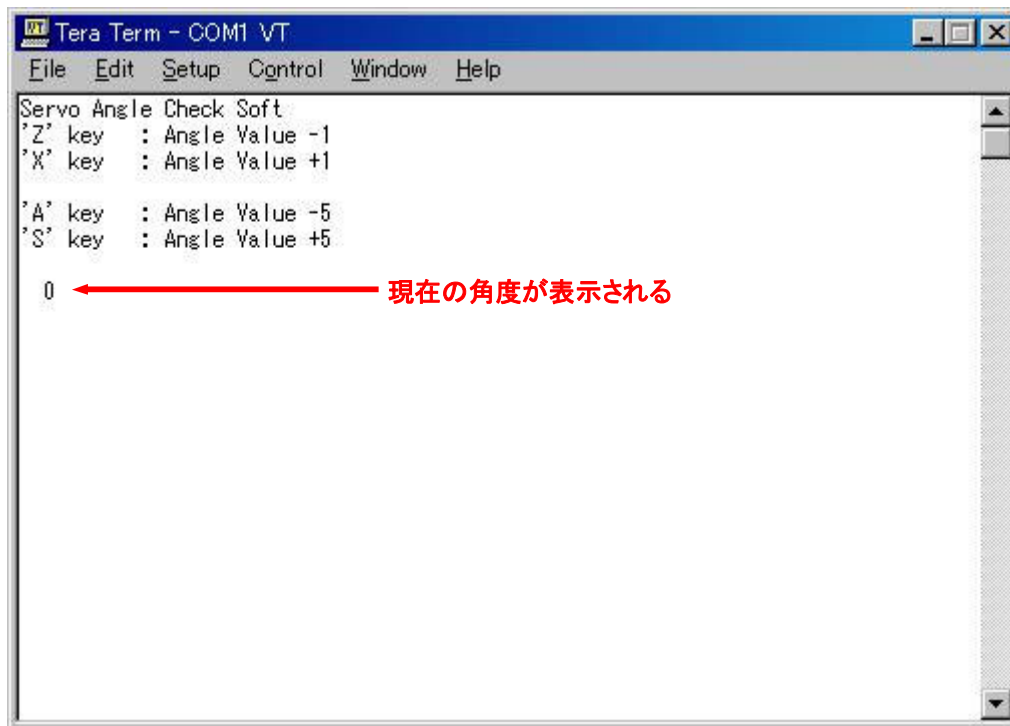 Tera Term - COM1 VT
File Edit Setup Control Window Help
Servo Angle Check Soft
'Z' key : Angle Value -1
'X' key : Angle Value +1
'A' key : Angle Value -5
'S' key : Angle Value +5
0 現在の角度が表示される